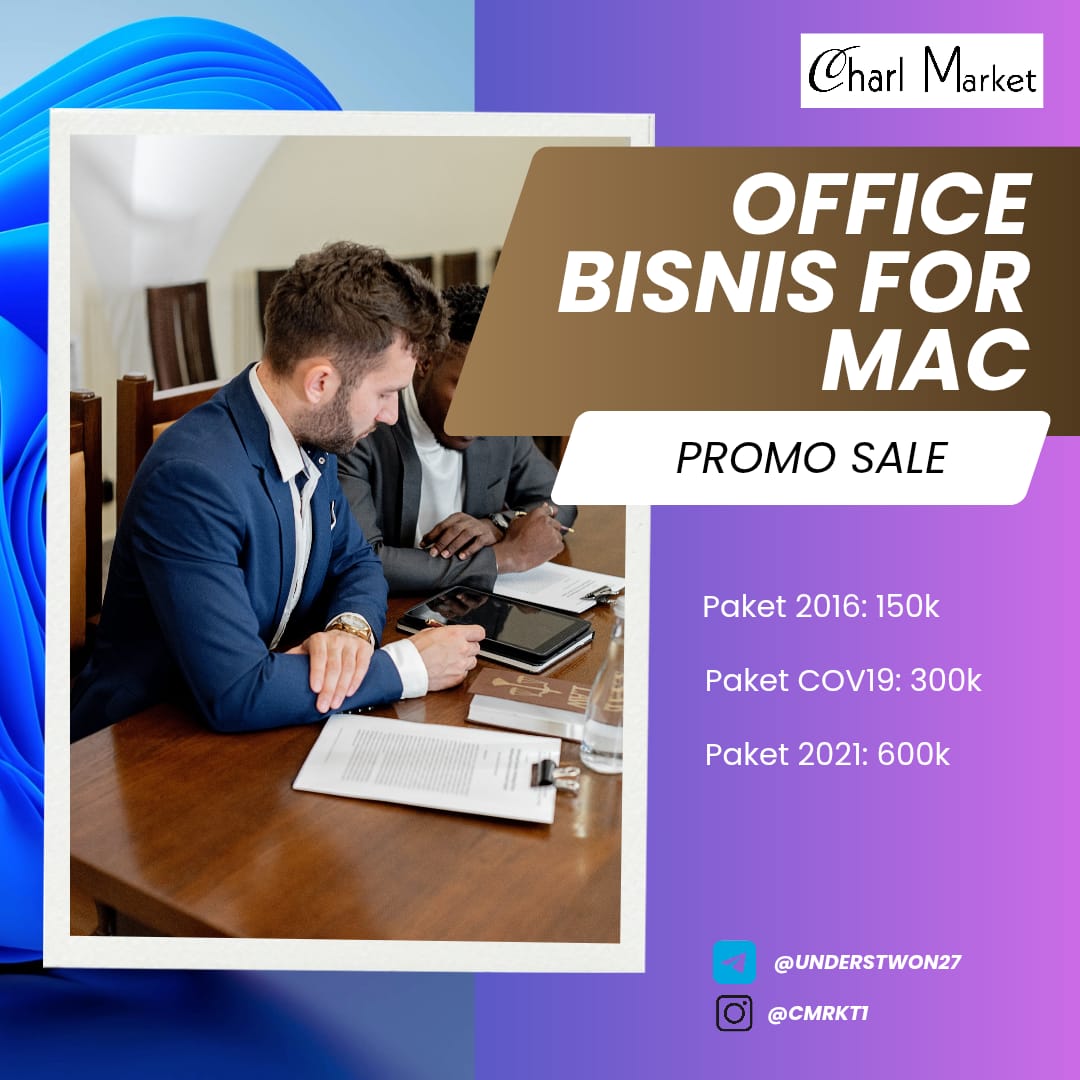 Charl Market
OFFICE
BISNIS FOR
MAC
PROMO SALE
Paket 2016: 150k
Paket COV19: 300k
Paket 2021: 600k
@UNDERSTWON27
@CMRKT1